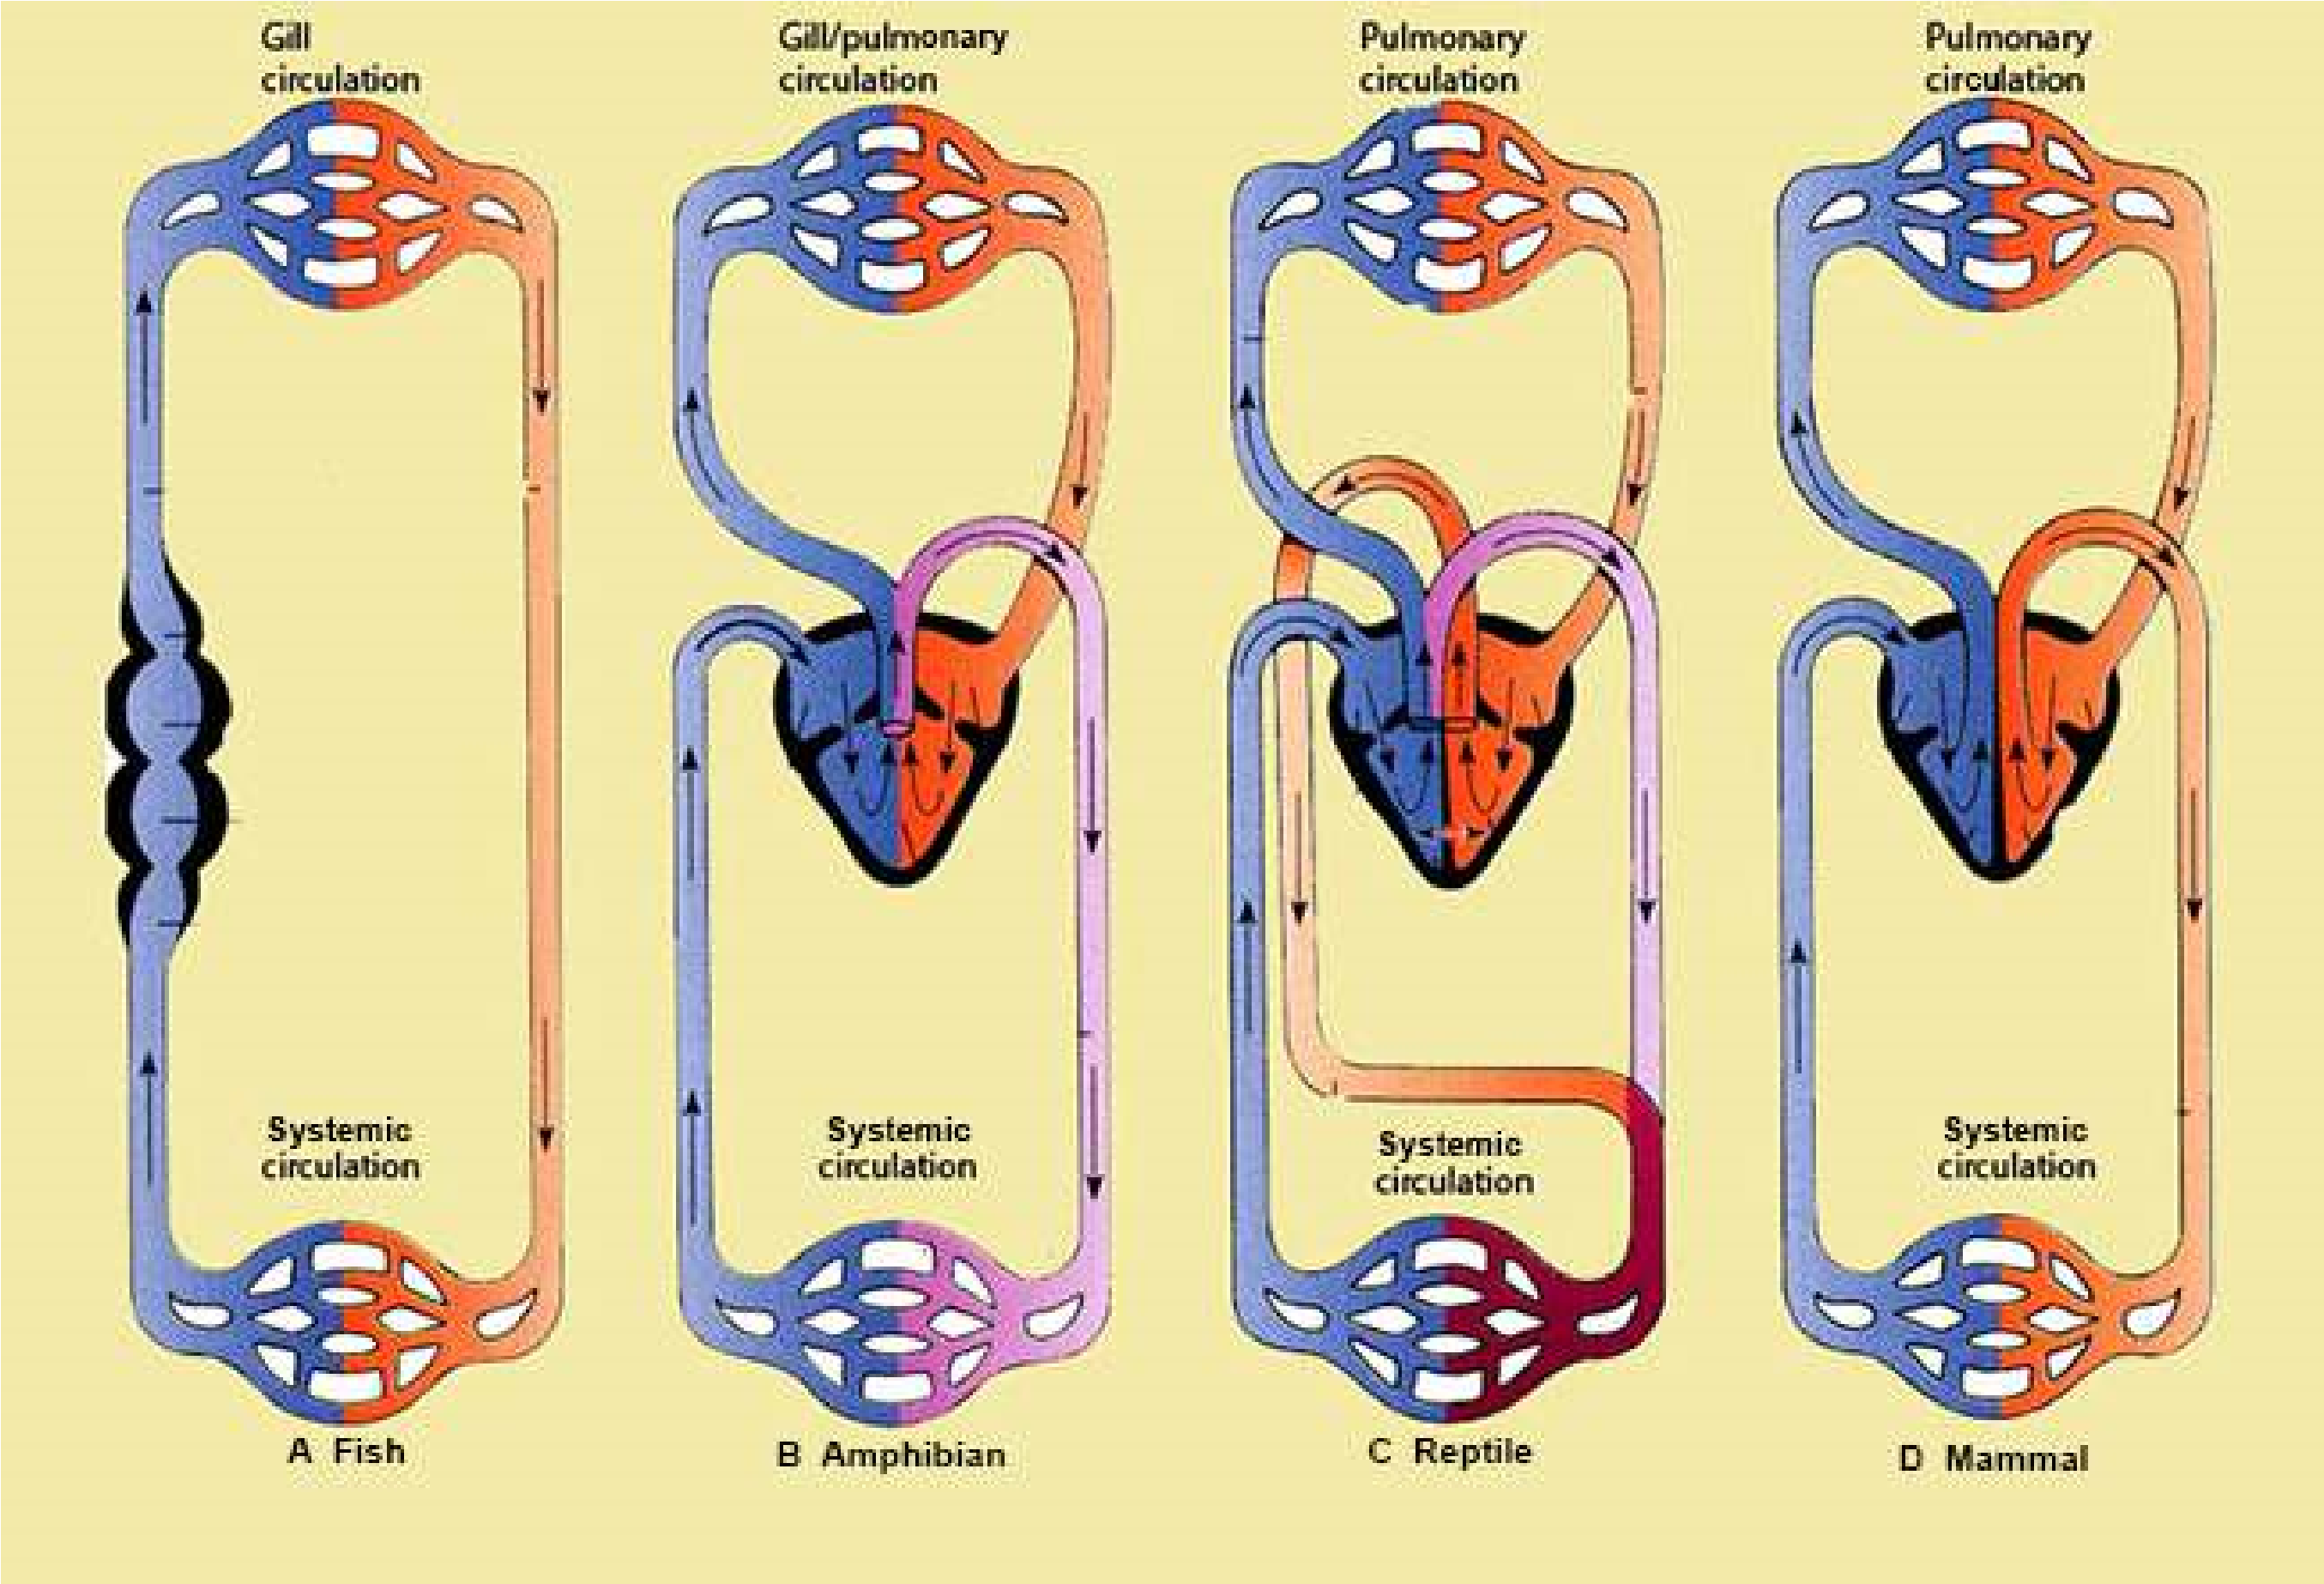 Gill
circulation
Gill/pulmonary
circulation
Pulmonary
circulation
Pulmonary
circulation
Systemic
circulation
Systemic
circulation
Systemic
circulation
Systemic
circulation
A Fish
B Amphibian
C Reptile
D Mammal